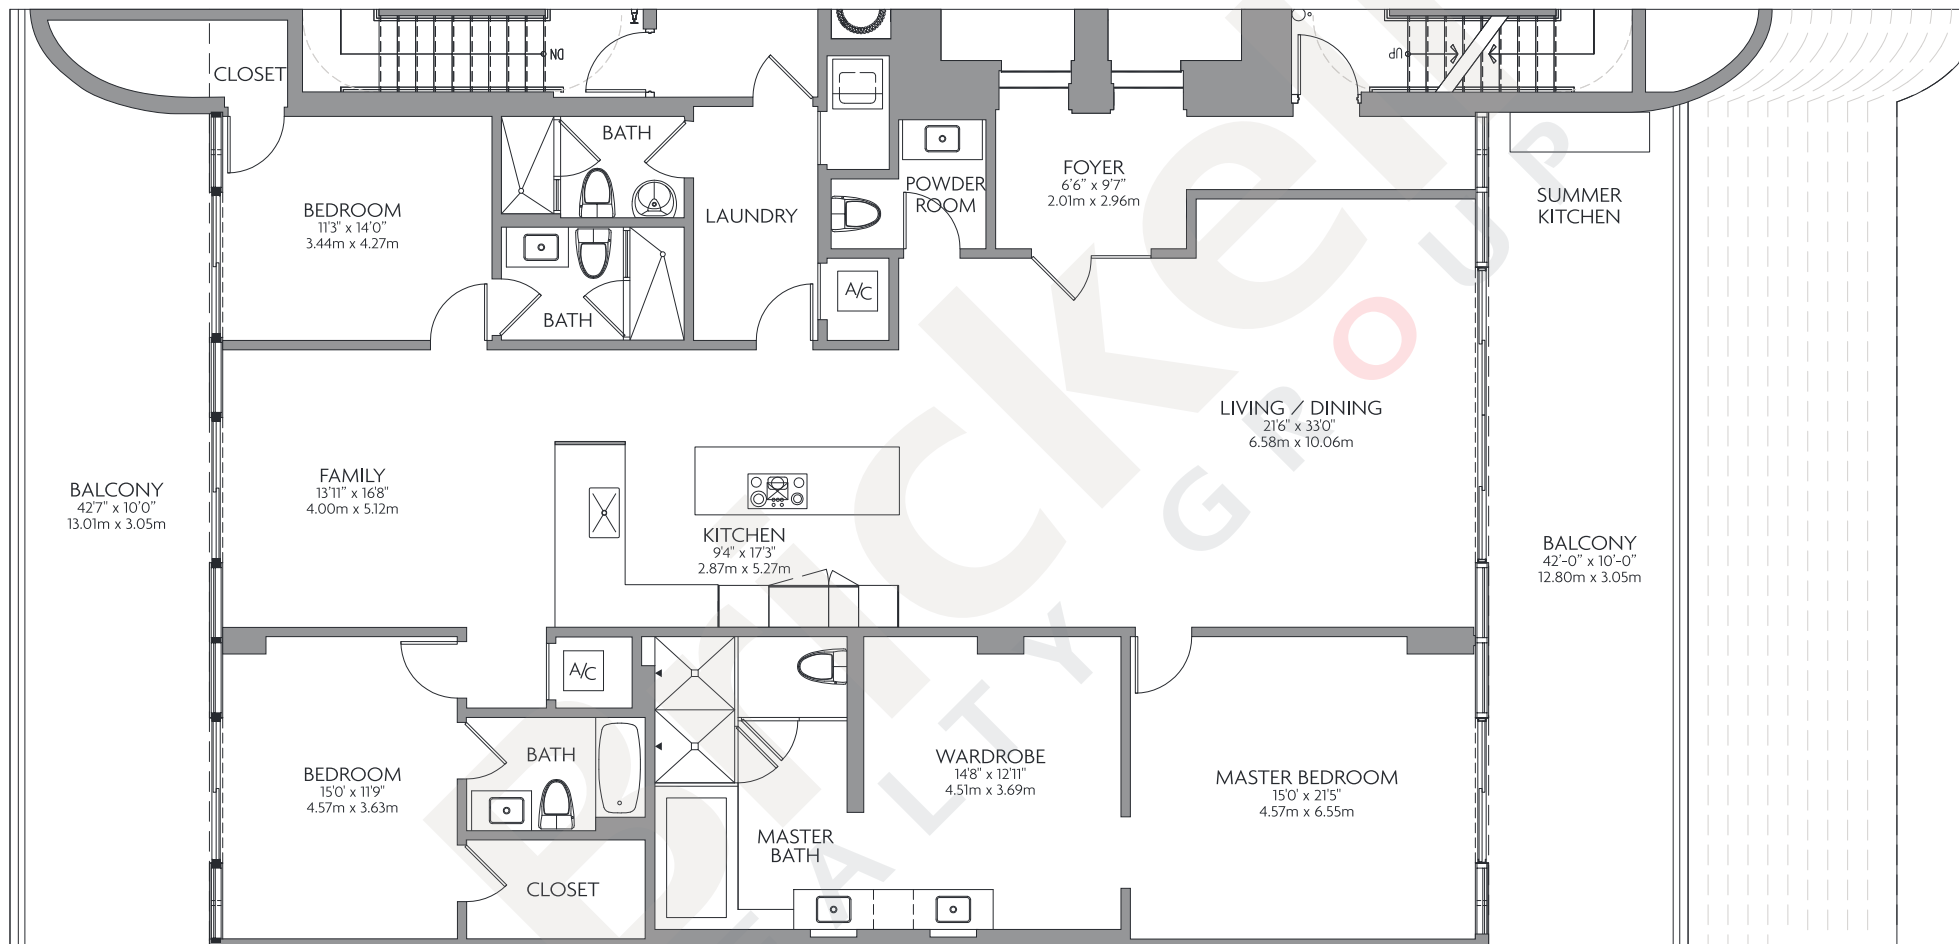 CLOSET
DN
UP
BATH
BEDROOM
11'3" x 14'0"
3.44m x 4.27m
LAUNDRY
POWDER
ROOM
FOYER
6'6" x 9'7"
2.01m x 2.96m
SUMMER
KITCHEN
BATH
A/C
LIVING / DINING
21'6" x 33'0"
6.58m x 10.06m
BALCONY
42'7" x 10'0"
13.01m x 3.05m
FAMILY
13'11" x 16'8"
4.00m x 5.12m
KITCHEN
9'4" x 17'3"
2.87m x 5.27m
BALCONY
42'-0" x 10'-0"
12.80m x 3.05m
A/C
BEDROOM
15'0' x 11'9"
4.57m x 3.63m
BATH
WARDROBE
14'8" x 12'11"
4.51m x 3.69m
MASTER BEDROOM
15'0' x 21'5"
4.57m x 6.55m
MASTER
BATH
CLOSET
Brickell
REALTY GROUP